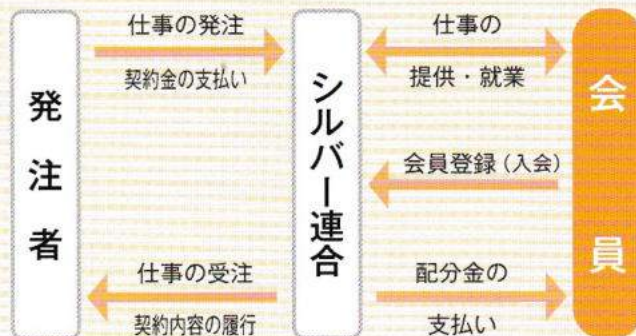 発注者
仕事の発注
契約金の支払い
仕事の受注
契約内容の履行
シルバー連合
仕事の
提供・就業
会員登録(入会)
配分金の
支払い
会員